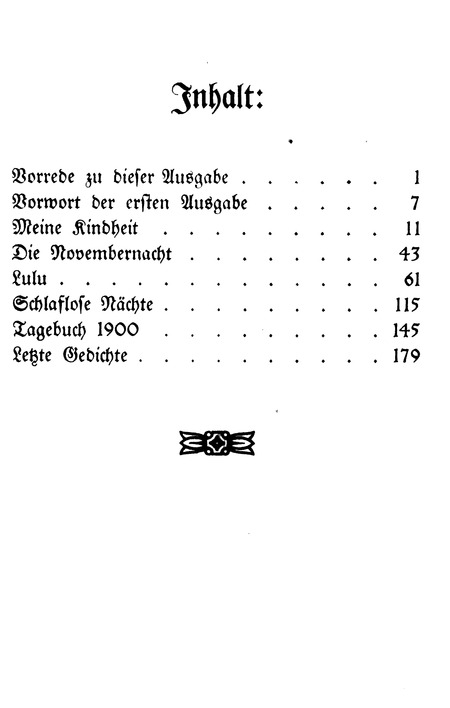 Inhalt:
Vorrede zu dieser Ausgabe . . . . . . 1
Vorwort der ersten Ausgabe . . . . . 7
Meine Kindheit . . . . . . . . . 11
Die Novembernacht . . . . . . . . 43
Lulu . . . . . . . . . . . . . 61
Schlaflose Nächte . . . . . . . . . 115
Tagebuch 1900 . . . . . . . . . 145
Letzte Gedichte . . . . . . . . . . 179